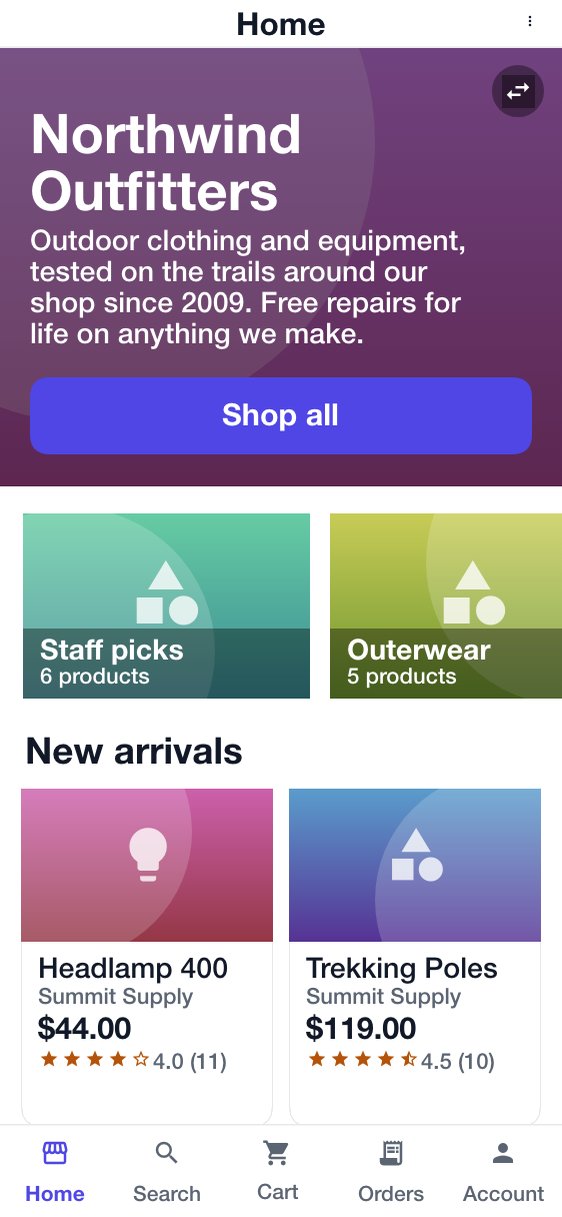 Home
Northwind
Outfitters
Outdoor clothing and equipment,
tested on the trails around our
shop since 2009. Free repairs for
life on anything we make.
Shop all
Staff picks
6 products
Outerwear
5 products
New arrivals
Headlamp 400
Summit Supply
$44.00
4.0 (11)
Trekking Poles
Summit Supply
$119.00
4.5 (10)
Home
Search
Cart
Orders
Account